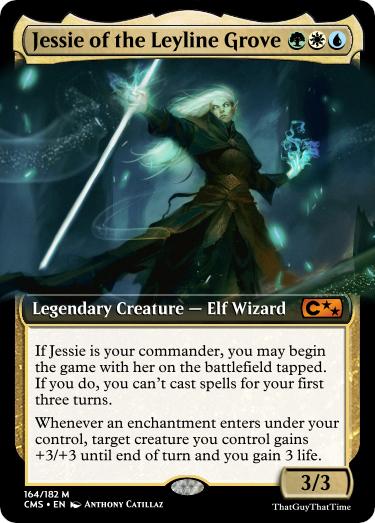 Jessie of the Leyline Grove
Legendary Creature — Elf Wizard
C
If Jessie is your commander, you may begin
the game with her on the battlefield tapped.
If you do, you can't cast spells for your first
three turns.
Whenever an enchantment enters under your
control, target creature you control gains
+3/+3 until end of turn and you gain 3 life.
3/3
164/182 M
CMS • EN Anthony Catillaz
ThatGuyThatTime